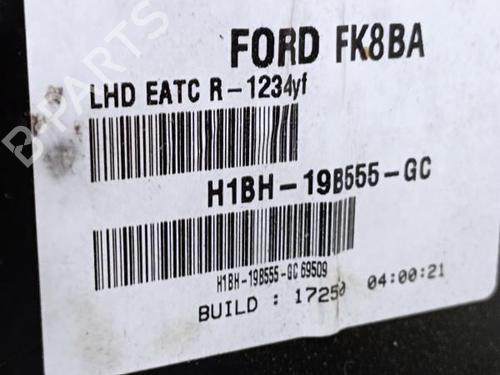 FORD FK8BA
LHD EATC R-1234yf
H1BH-19B555-GC
H1BH-19B555-GC 69509
BUILD : 17250 04:00:21
B-PARTS